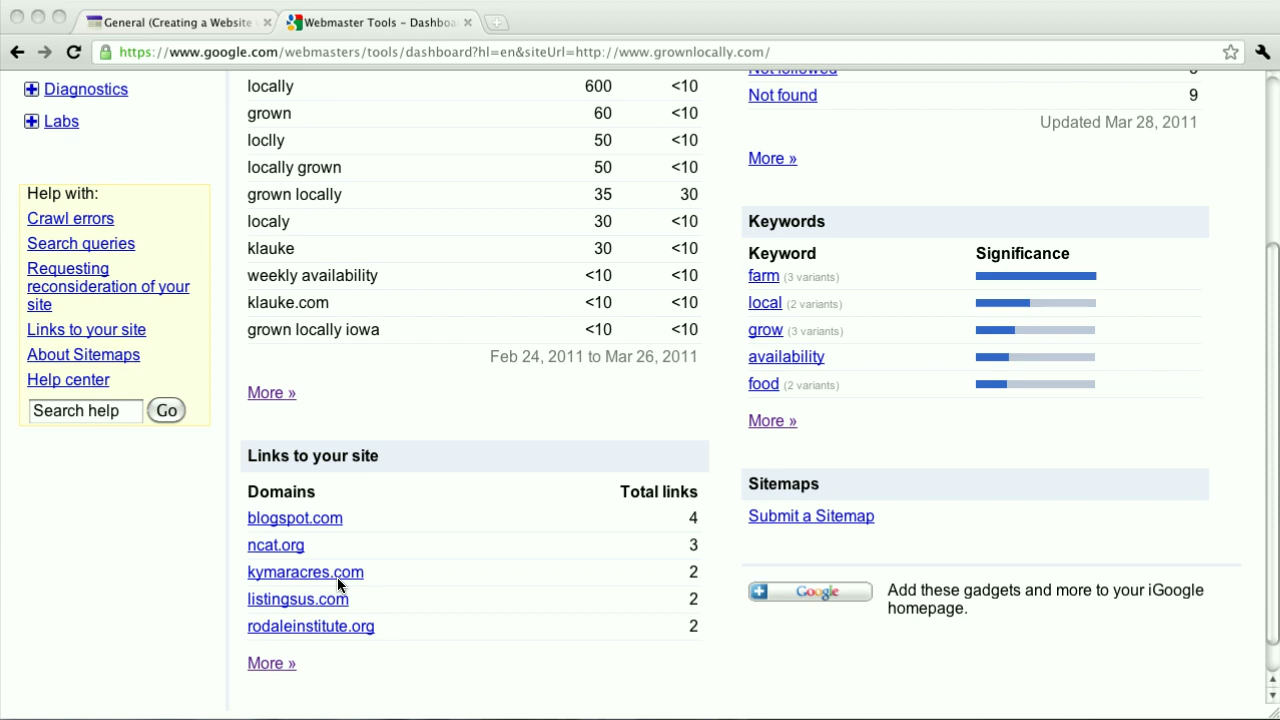 General (Creating a Website
Webmaster Tools - Dashboa
https://www.google.com/webmasters/tools/dashboard?hl=en&siteUrl=http://www.grownlocally.com/
Diagnostics
Labs
Help with:
Crawl errors
Search queries
Requesting
reconsideration of your
site
Links to your site
About Sitemaps
Help center
Search help Go
locally 600 <10
grown 60 <10
loclly 50 <10
locally grown 50 <10
grown locally 35 30
localy 30 <10
klauke 30 <10
weekly availability <10 <10
klauke.com <10 <10
grown locally iowa <10 <10
Feb 24, 2011 to Mar 26, 2011
More »
Links to your site
Domains Total links
blogspot.com 4
ncat.org 3
kymaracres.com 2
listingsus.com 2
rodaleinstitute.org 2
More »
Not followed
Not found 9
Updated Mar 28, 2011
More »
Keywords
Keyword Significance
farm (3 variants)
local (2 variants)
grow (3 variants)
availability
food (2 variants)
More »
Sitemaps
Submit a Sitemap
Google
Add these gadgets and more to your iGoogle
homepage.